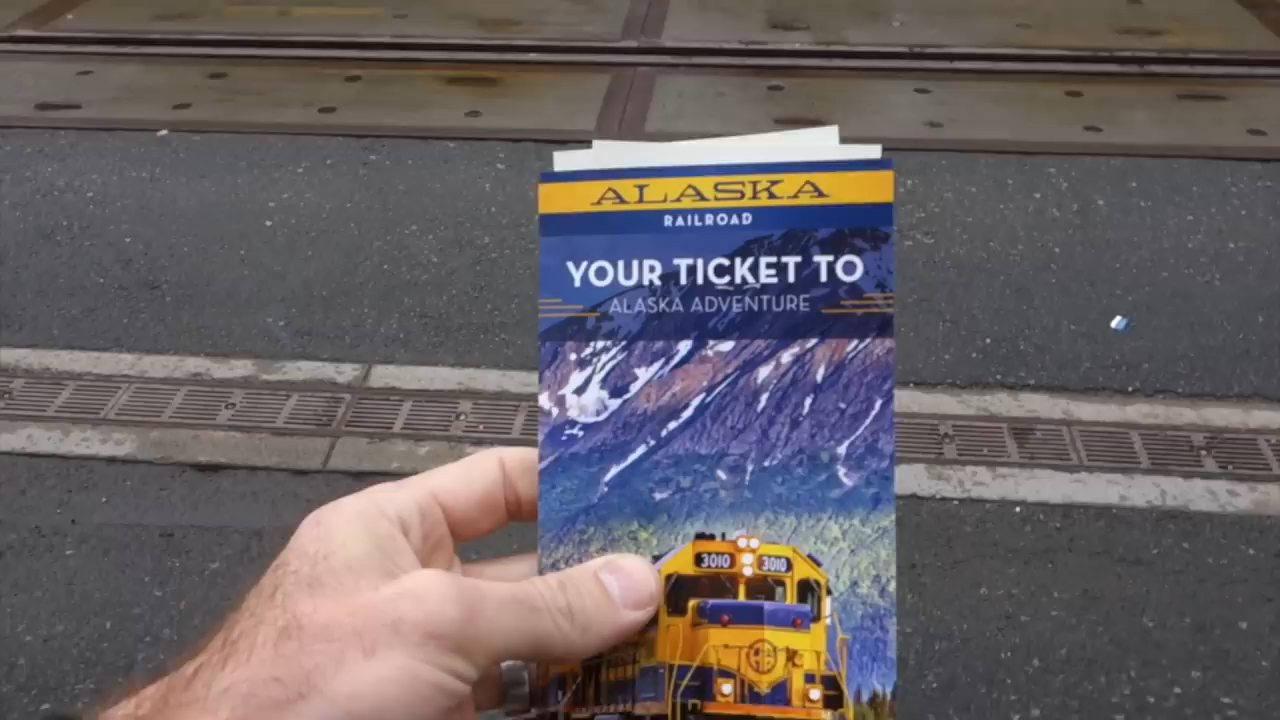 ALASKA
RAILROAD
YOUR TICKET TO
ALASKA ADVENTURE
3010 3010